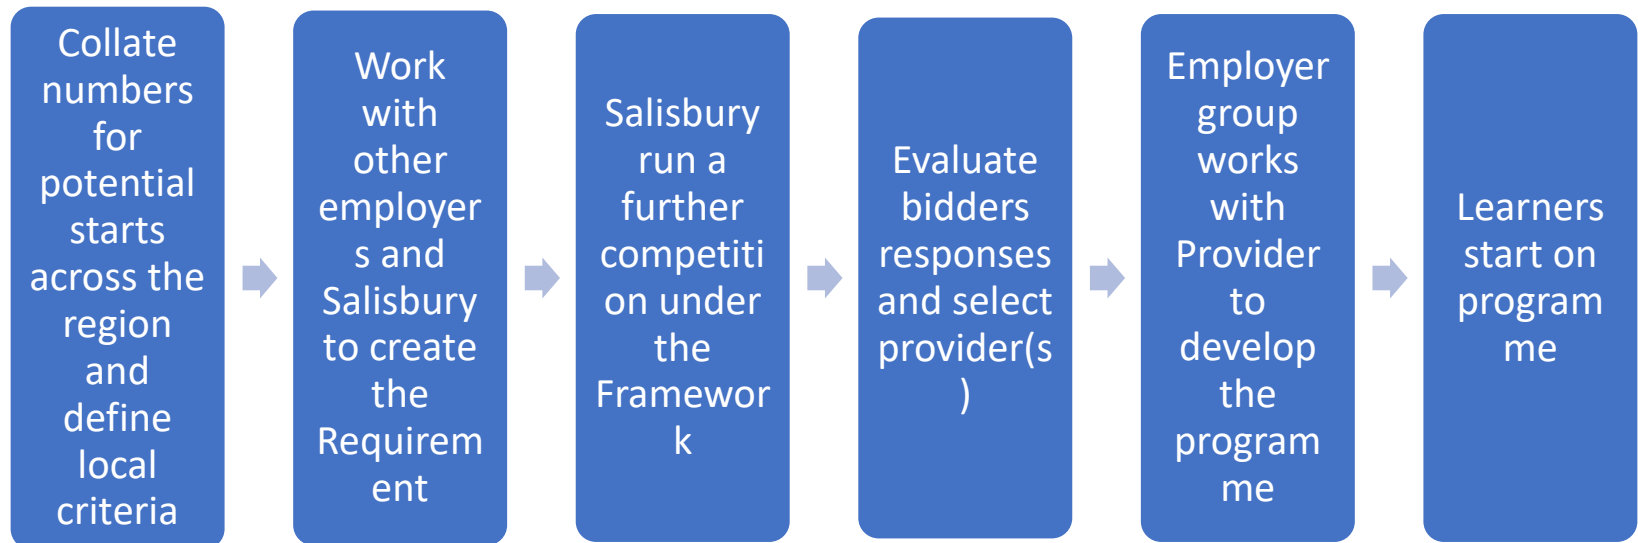 Collate
numbers
for
potential
starts
across the
region
and
define
local
criteria
Work
with
other
employer
s and
Salisbury
to create
the
Requirem
ent
Salisbury
run a
further
competiti
on under
the
Framewor
k
Evaluate
bidders
responses
and select
provider(s
)
Employer
group
works
with
Provider
to
develop
the
program
me
Learners
start on
program
me